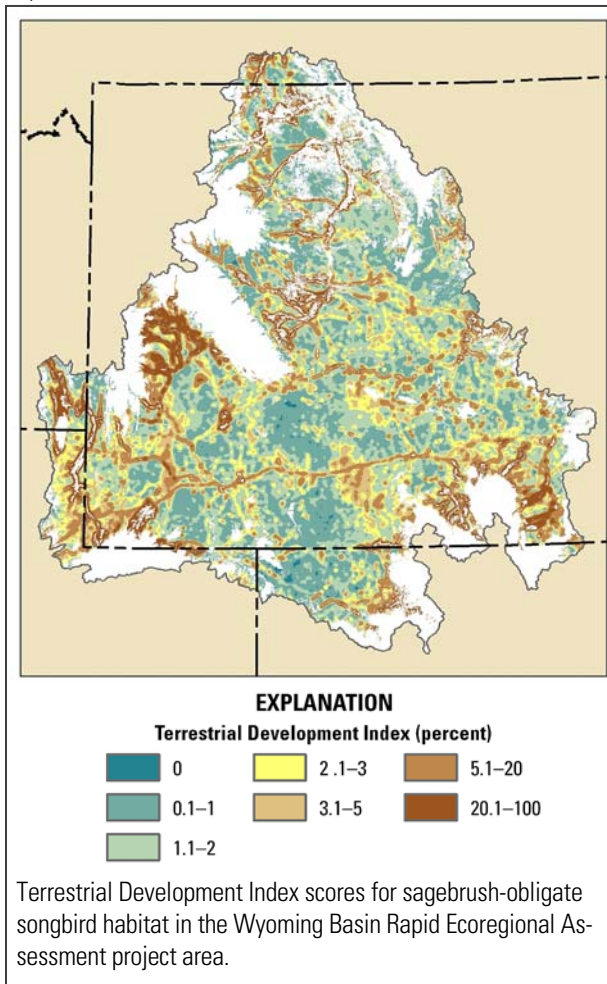 EXPLANATION
Terrestrial Development Index (percent)
0 2 .1–3 5.1–20
0.1–1 3.1–5 20.1–100
1.1–2
Terrestrial Development Index scores for sagebrush-obligate
songbird habitat in the Wyoming Basin Rapid Ecoregional As-
sessment project area.